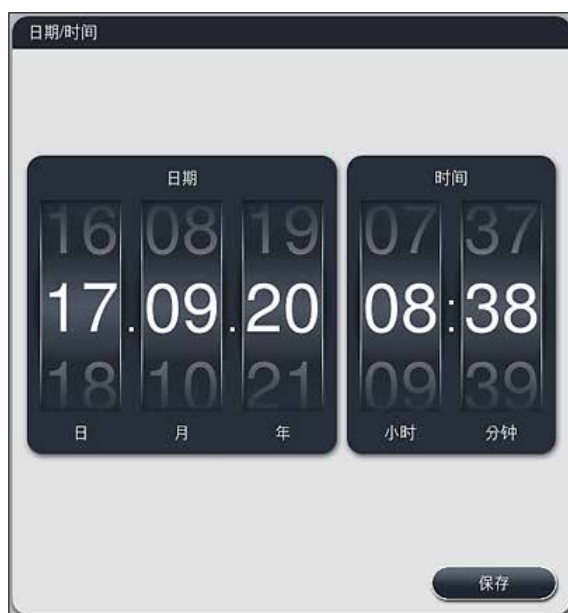 日期/时间
日期 时间
16 08 19 07 37
17.09.20 08:38
18 10 21 09 39
日 月 年 小时 分钟
保存